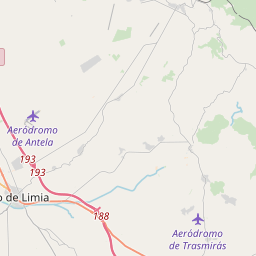 Aeródromo
de Antela
193
193
o de Limia
188
Aeródromo
de Trasmirás